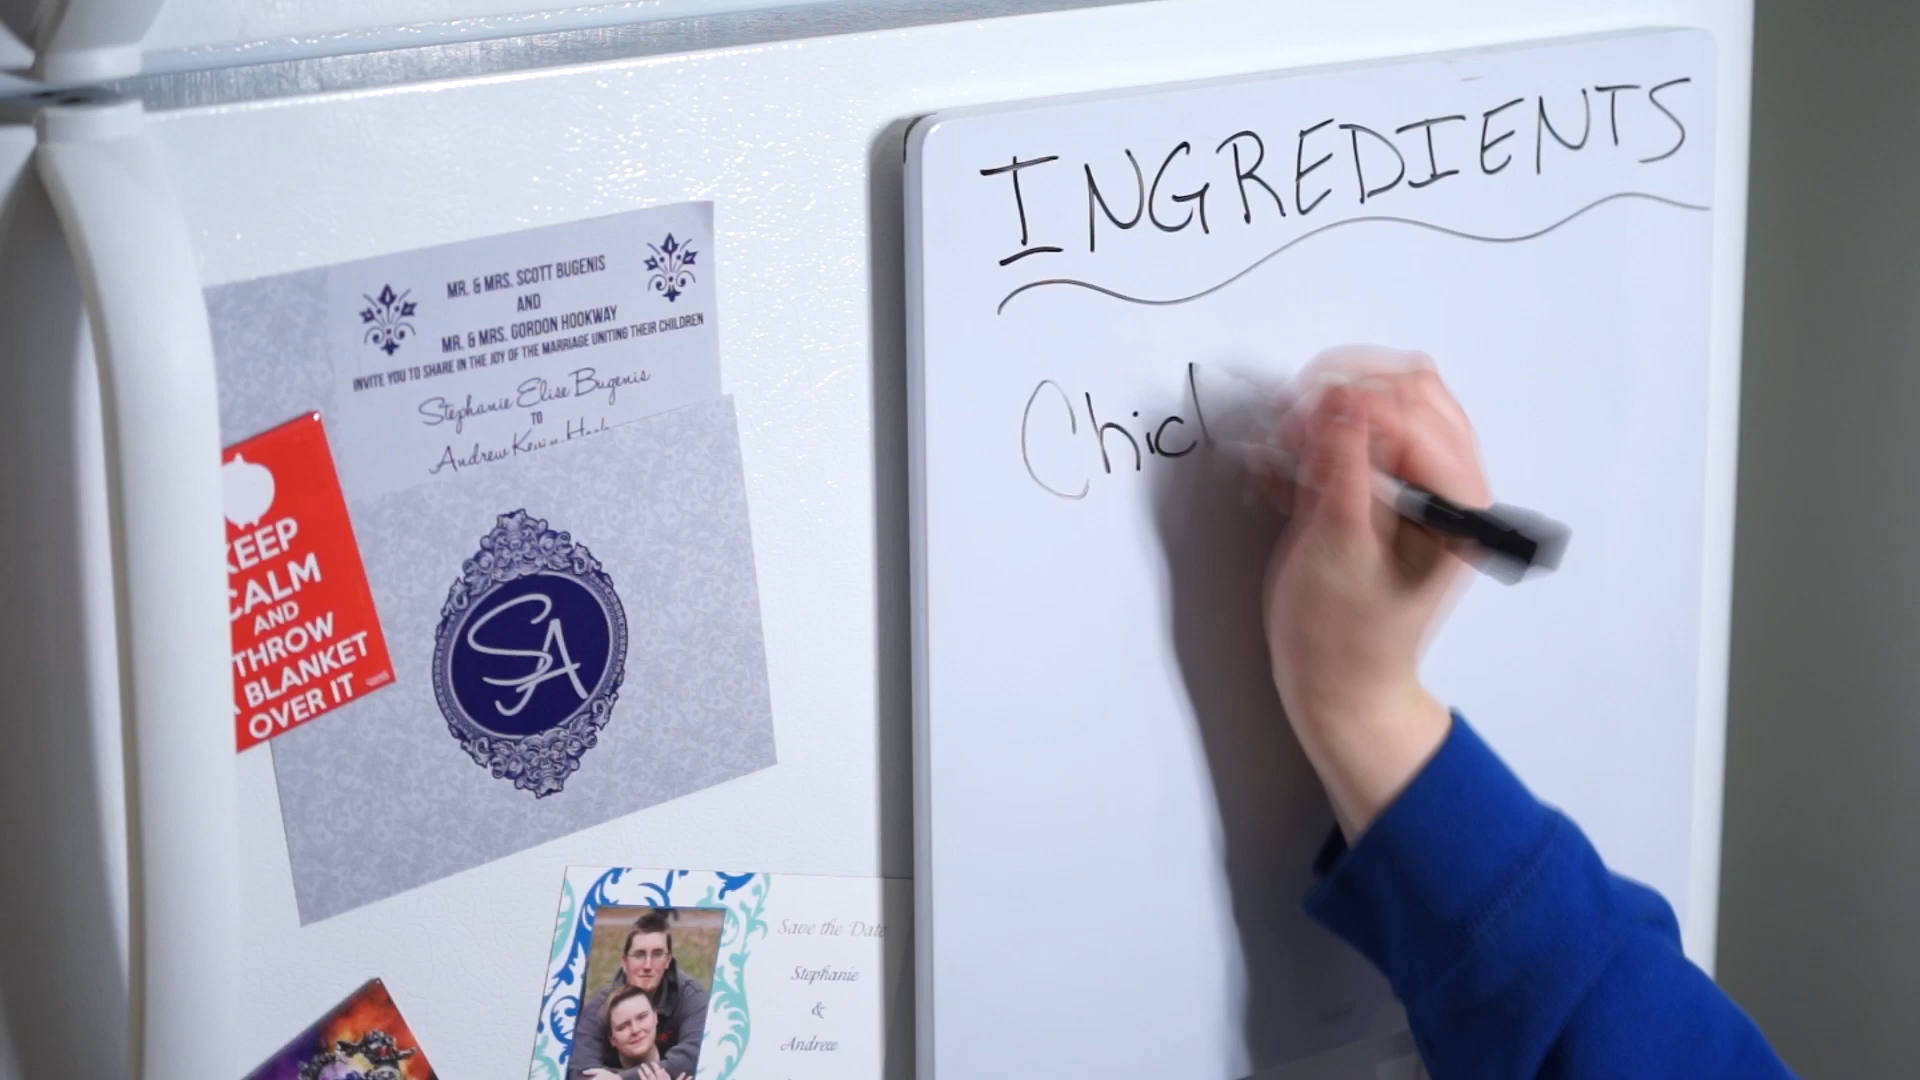 INGREDIENTS
MR. & MRS. SCOTT BUGENIS
AND
MR. & MRS. GORDON HOOKWAY
INVITE YOU TO SHARE IN THE JOY OF THE MARRIAGE UNITING THEIR CHILDREN
Stephanie Elise Bugenis
TO
Andrew
SA
KEEP
CALM
AND
THROW
A BLANKET
OVER IT
Save the Date
Stephanie
&
Andrew